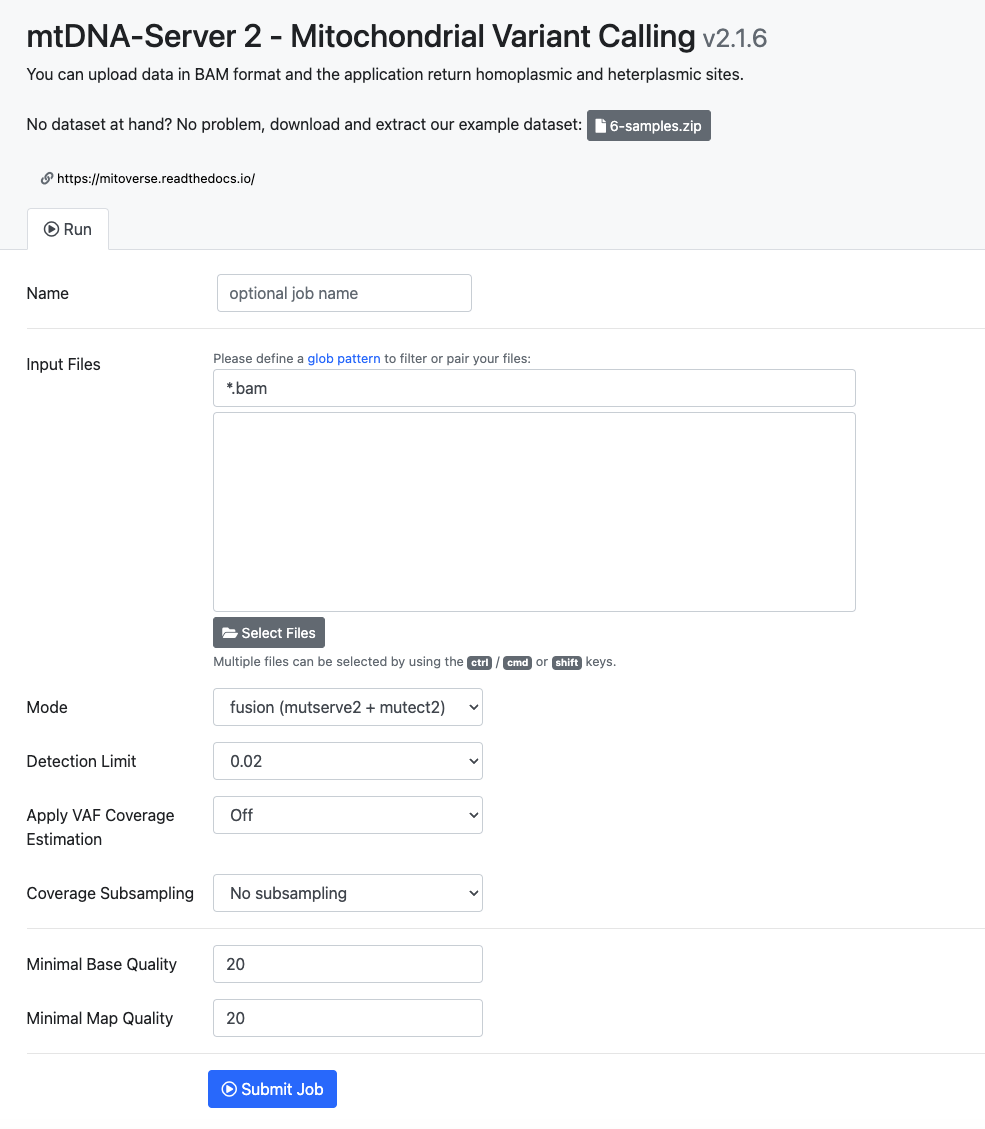 mtDNA-Server 2 - Mitochondrial Variant Calling v2.1.6
You can upload data in BAM format and the application return homoplasmic and heterplasmic sites.
No dataset at hand? No problem, download and extract our example dataset: 6-samples.zip
https://mitoverse.readthedocs.io/
Run
Name
optional job name
Input Files
Please define a glob pattern to filter or pair your files:
*.bam
Select Files
Multiple files can be selected by using the ctrl / cmd or shift keys.
Mode
fusion (mutserve2 + mutect2)
Detection Limit
0.02
Apply VAF Coverage
Estimation
Off
Coverage Subsampling
No subsampling
Minimal Base Quality
20
Minimal Map Quality
20
Submit Job